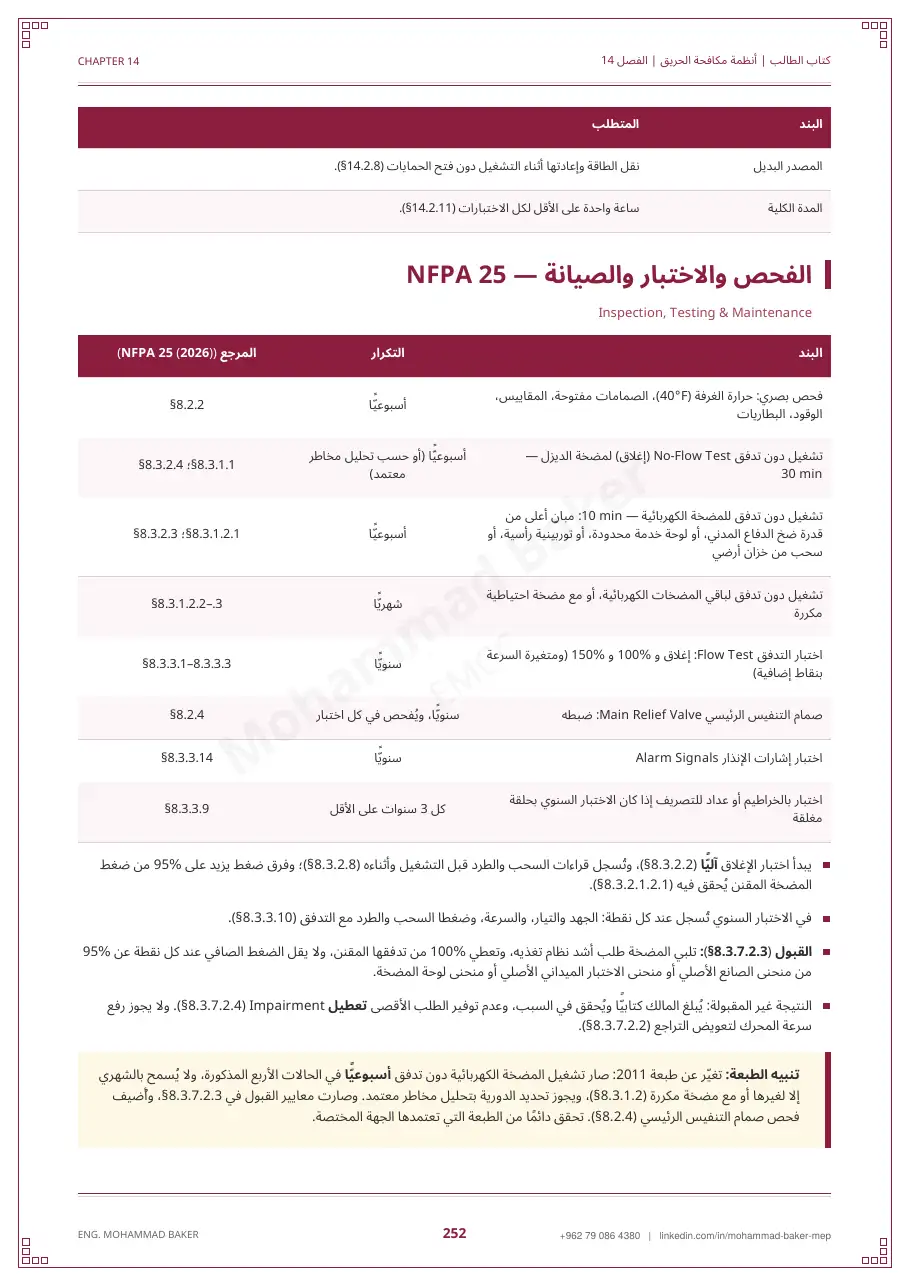 كتاب الطالب | أنظمة مكافحة الحريق | الفصل 14
CHAPTER 14
البند المتطلب
المصدر البديل نقل الطاقة وإعادتها أثناء التشغيل دون فتح الحمايات (§14.2.8).
المدة الكلية ساعة واحدة على الأقل لكل الاختبارات (§14.2.11).
الفحص والاختبار والصيانة — NFPA 25
Inspection, Testing & Maintenance
البند التكرار المرجع (NFPA 25 (2026))
فحص بصري: حرارة الغرفة (40°F)، الصمامات مفتوحة، المقاييس، أسبوعيًّا §8.2.2
الوقود، البطاريات
تشغيل دون تدفق No-Flow Test (إغلاق) لمضخة الديزل — أسبوعيًّا (أو حسب تحليل مخاطر §8.3.1.1؛ §8.3.2.4
30 min معتمد)
تشغيل دون تدفق للمضخة الكهربائية — 10 min: مبانٍ أعلى من
قدرة ضخ الدفاع المدني، أو لوحة خدمة محدودة، أو توربينية رأسية، أو أسبوعيًّا §8.3.1.2.1؛ §8.3.2.3
سحب من خزان أرضي
تشغيل دون تدفق لباقي المضخات الكهربائية، أو مع مضخة احتياطية شهريًّا §8.3.1.2.2–.3
مكررة
اختبار التدفق Flow Test: إغلاق و 100% و 150% (ومتغيرة السرعة سنويًّا §8.3.3.1–8.3.3.3
بنقاط إضافية)
صمام التنفيس الرئيسي Main Relief Valve: ضبطه سنويًّا، ويُفحص في كل اختبار §8.2.4
اختبار إشارات الإنذار Alarm Signals سنويًّا §8.3.3.14
اختبار بالخراطيم أو عداد للتصريف إذا كان الاختبار السنوي بحلقة كل 3 سنوات على الأقل §8.3.3.9
مغلقة
يبدأ اختبار الإغلاق آليًّا (§8.3.2.2)، وتُسجل قراءات السحب والطرد قبل التشغيل وأثناءه (§8.3.2.8)؛ وفرق ضغط يزيد على 95% من ضغط
المضخة المقنن يُحقق فيه (§8.3.2.1.2.1).
في الاختبار السنوي تُسجل عند كل نقطة: الجهد والتيار، والسرعة، وضغطا السحب والطرد مع التدفق (§8.3.3.10).
القبول (§8.3.7.2.3): تلبي المضخة طلب أشد نظام تغذيه، وتعطي 100% من تدفقها المقنن، ولا يقل الضغط الصافي عند كل نقطة عن 95%
من منحنى الصانع الأصلي أو منحنى الاختبار الميداني الأصلي أو منحنى لوحة المضخة.
النتيجة غير المقبولة: يُبلغ المالك كتابيًّا ويُحقق في السبب، وعدم توفير الطلب الأقصى تعطيل Impairment (§8.3.7.2.4). ولا يجوز رفع
سرعة المحرك لتعويض التراجع (§8.3.7.2.2).
تنبيه الطبعة: تغيّر عن طبعة 2011: صار تشغيل المضخة الكهربائية دون تدفق أسبوعيًّا في الحالات الأربع المذكورة، ولا يُسمح بالشهري
إلا لغيرها أو مع مضخة مكررة (§8.3.1.2)، ويجوز تحديد الدورية بتحليل مخاطر معتمد. وصارت معايير القبول في §8.3.7.2.3، وأُضيف
فحص صمام التنفيس الرئيسي (§8.2.4). تحقق دائمًا من الطبعة التي تعتمدها الجهة المختصة.
Mohammad Baker
EMCC
ENG. MOHAMMAD BAKER
252
+962 79 086 4380 | linkedin.com/in/mohammad-baker-mep